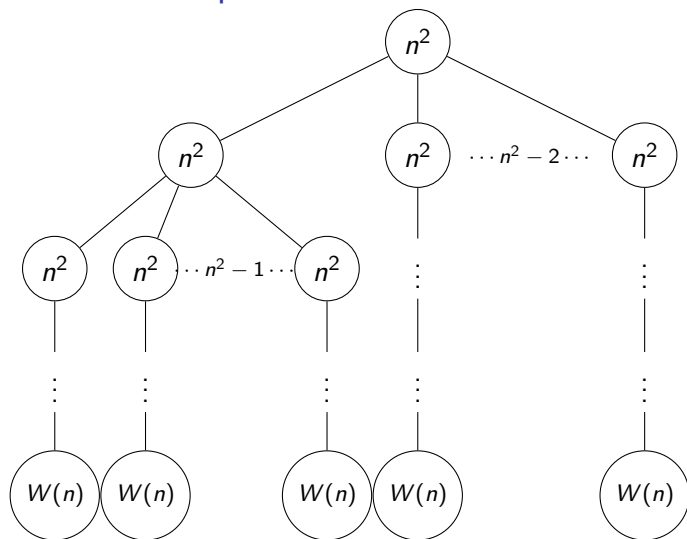 n²
n² n² ⋯ n² − 2 ⋯ n²
n² n² ⋯ n² − 1 ⋯ n²
W(n) W(n) W(n) W(n) W(n)